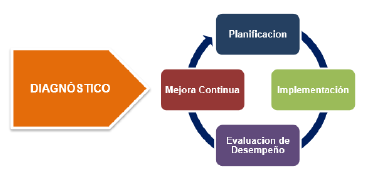 DIAGNÓSTICO
Planificacion
Mejora Continua
Implementación
Evaluacion de
Desempeño